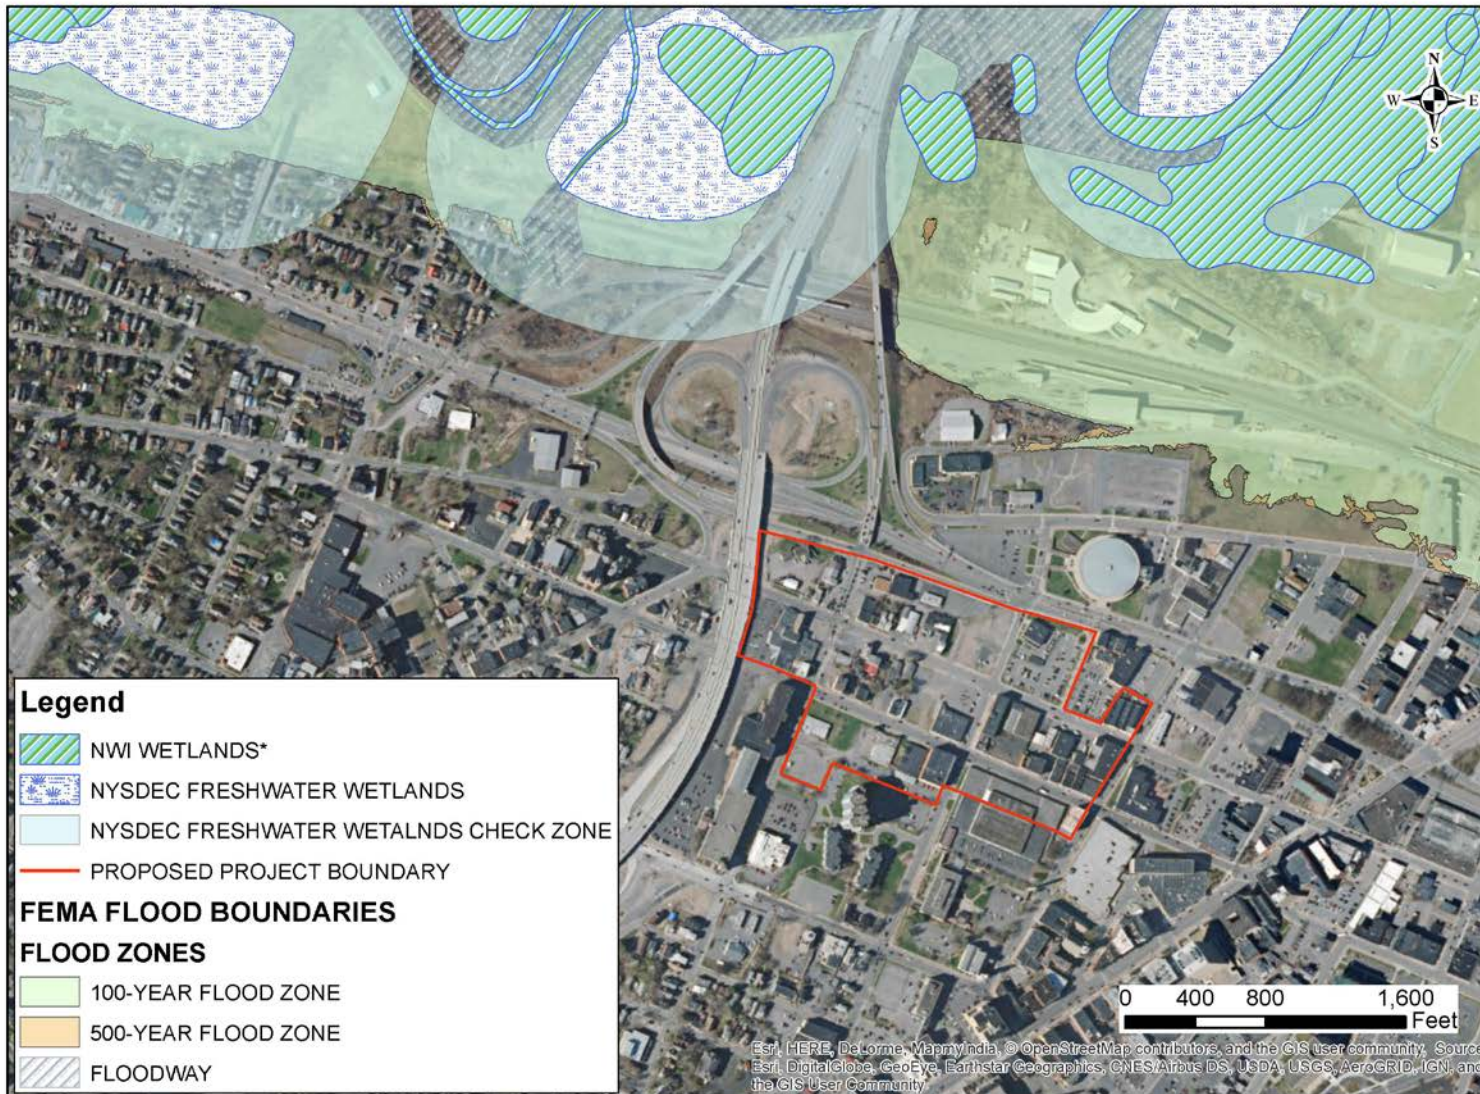 N
W E
S
Legend
NWI WETLANDS*
NYSDEC FRESHWATER WETLANDS
NYSDEC FRESHWATER WETALNDS CHECK ZONE
PROPOSED PROJECT BOUNDARY
FEMA FLOOD BOUNDARIES
FLOOD ZONES
100-YEAR FLOOD ZONE
500-YEAR FLOOD ZONE
FLOODWAY
0 400 800 1,600
Feet
Esri, HERE, DeLorme, MapmyIndia, © OpenStreetMap contributors, and the GIS user community, Source:
Esri, DigitalGlobe, GeoEye, Earthstar Geographics, CNES/Airbus DS, USDA, USGS, AeroGRID, IGN, and
the GIS User Community